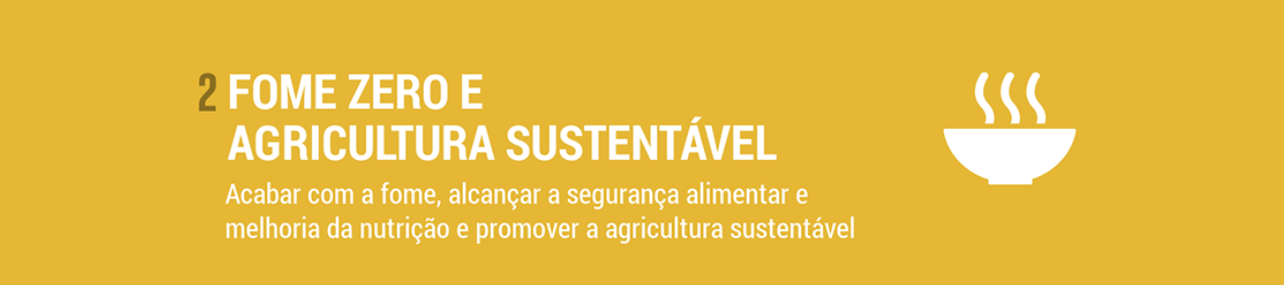 2 FOME ZERO E
AGRICULTURA SUSTENTÁVEL
Acabar com a fome, alcançar a segurança alimentar e
melhoria da nutrição e promover a agricultura sustentável